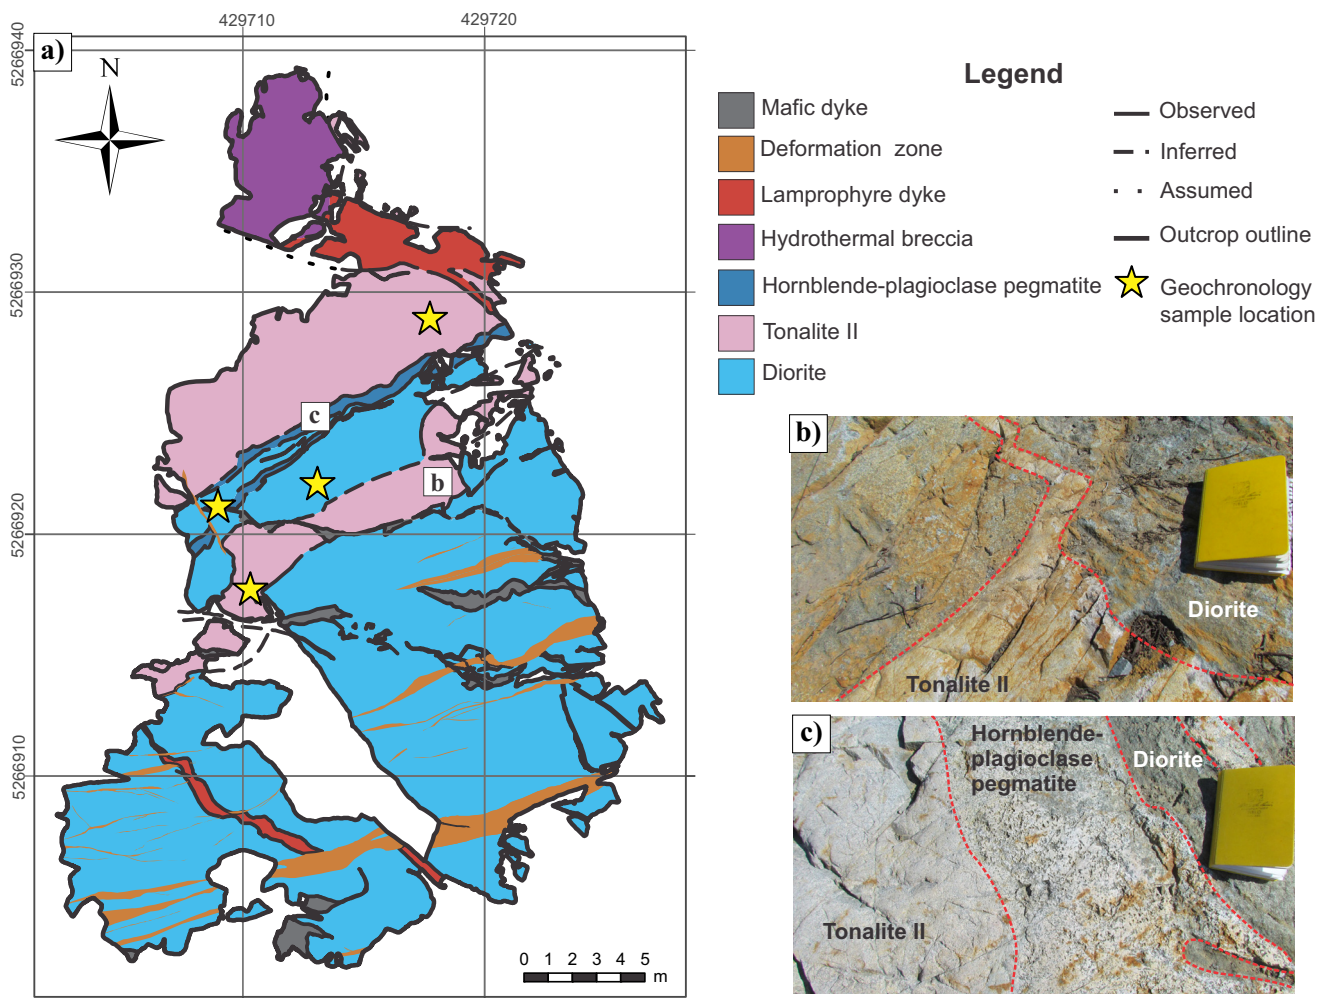 429710
429720
a)
5266940
5266930
5266920
5266910
N
c
b
0 1 2 3 4 5
m
Legend
Mafic dyke
Deformation zone
Lamprophyre dyke
Hydrothermal breccia
Hornblende-plagioclase pegmatite
Tonalite II
Diorite
Observed
Inferred
Assumed
Outcrop outline
Geochronology
sample location
b)
Diorite
Tonalite II
c)
Hornblende-
plagioclase
pegmatite
Diorite
Tonalite II